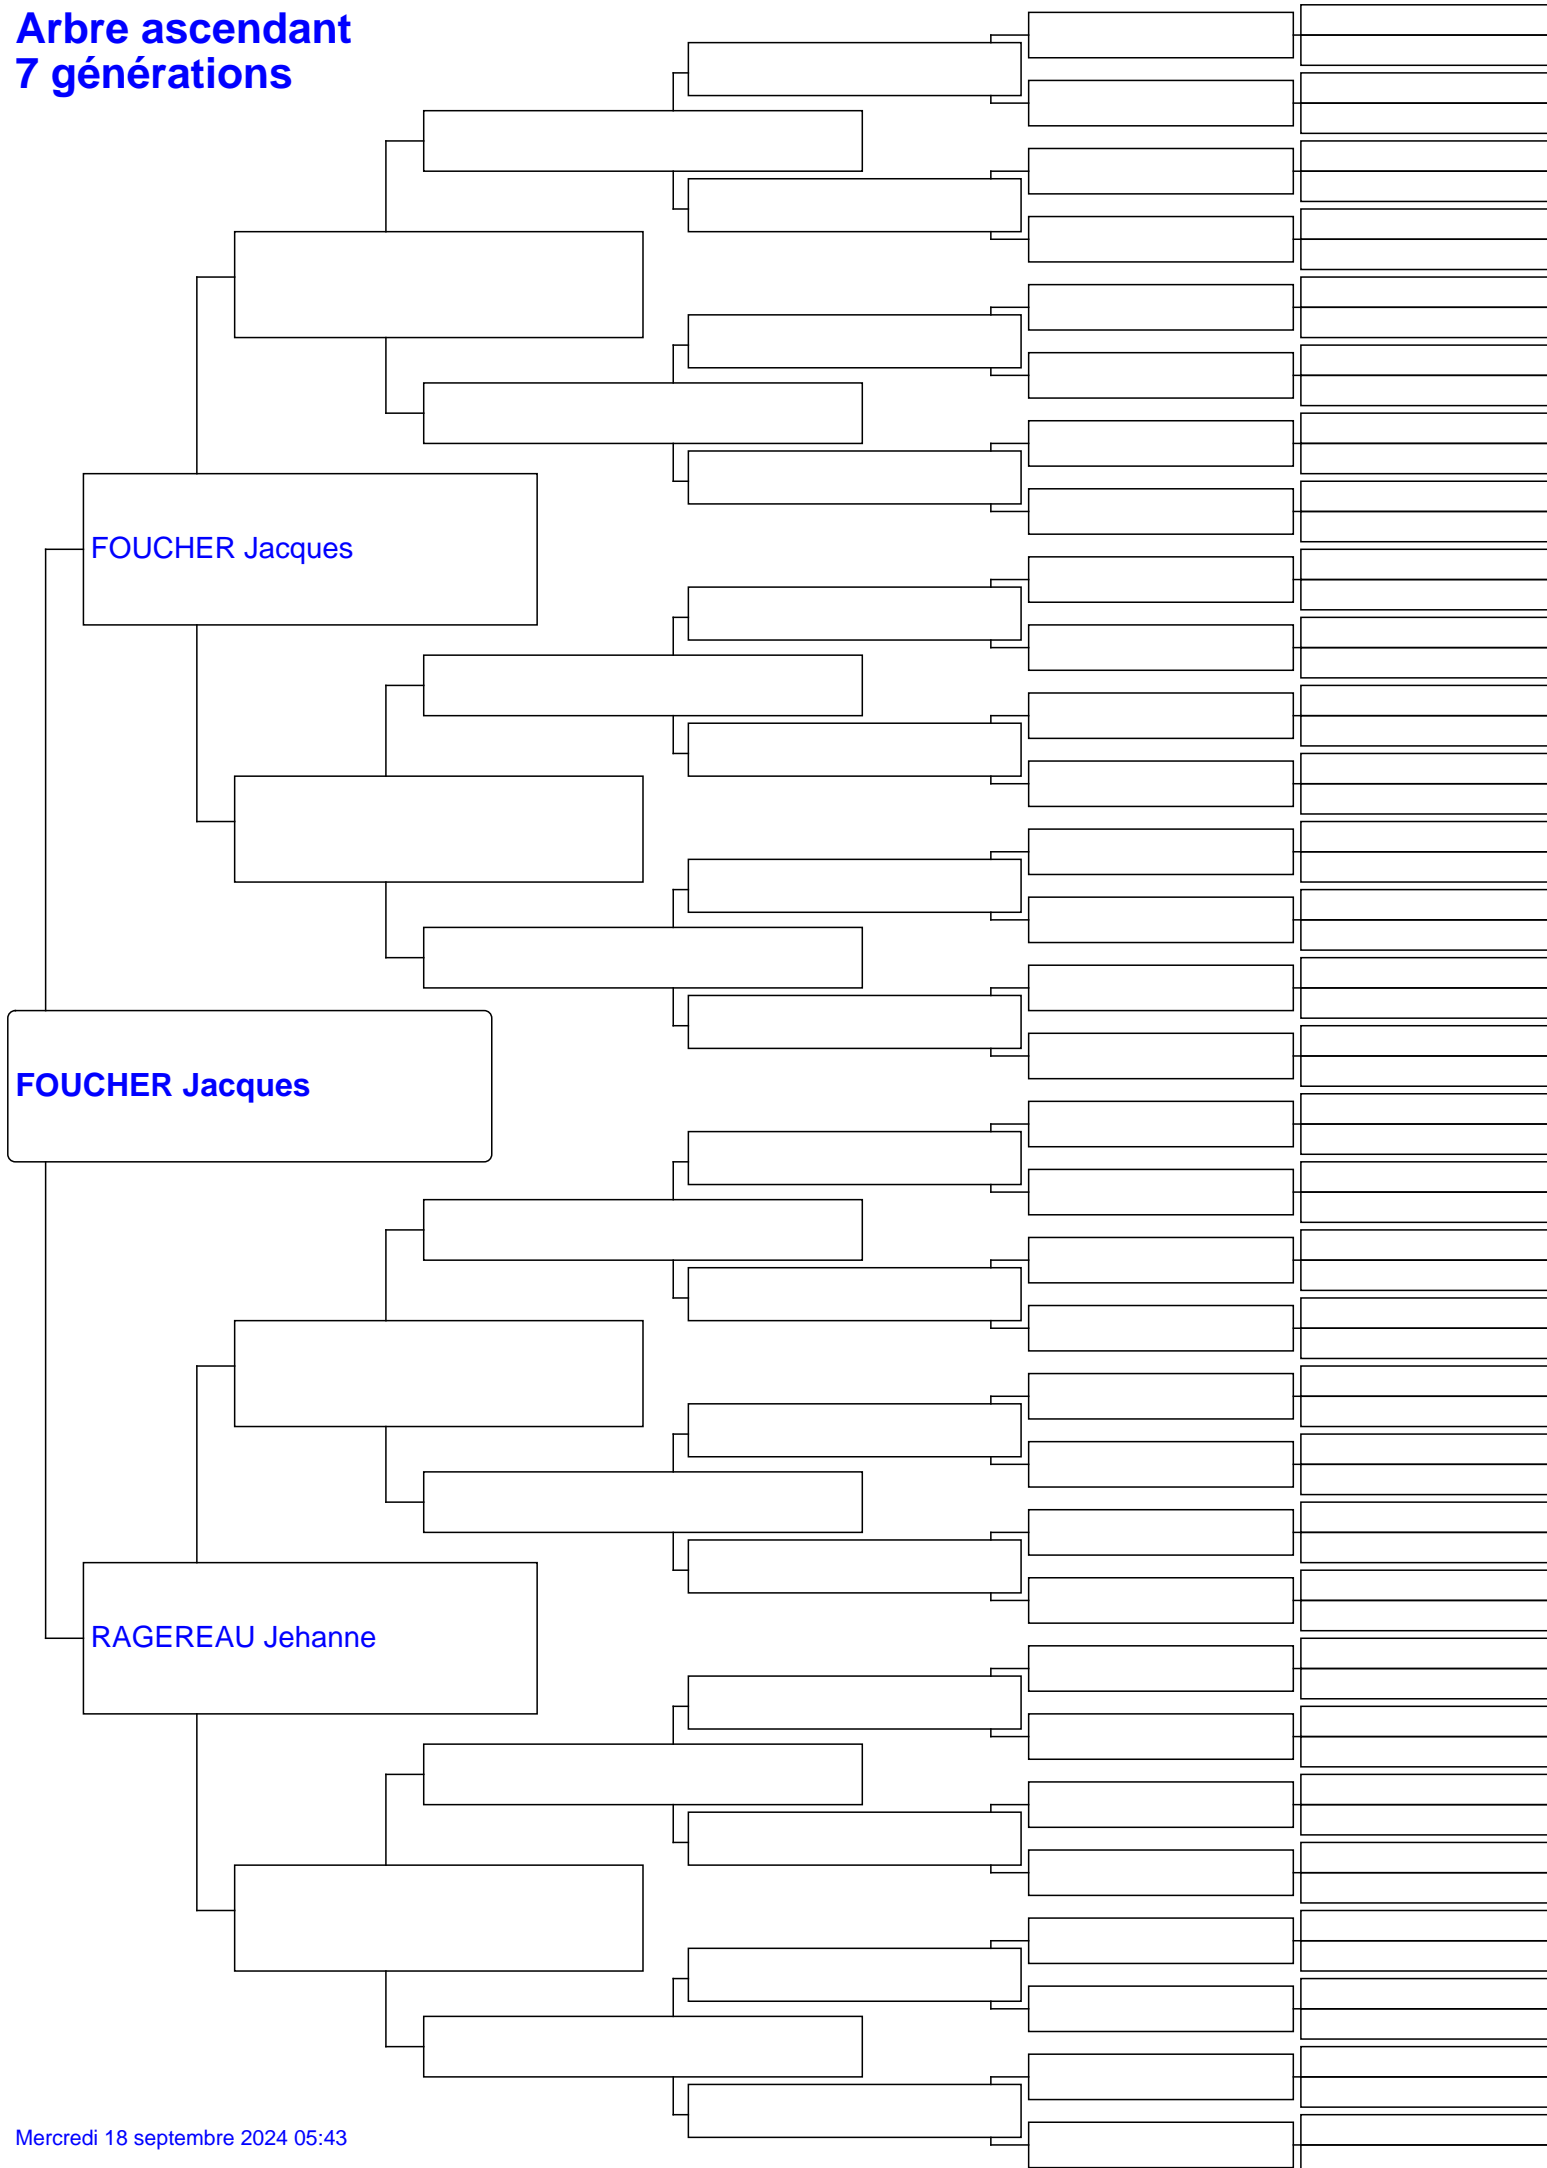 Arbre ascendant
7 générations
FOUCHER Jacques
FOUCHER Jacques
RAGEREAU Jehanne
Mercredi 18 septembre 2024 05:43